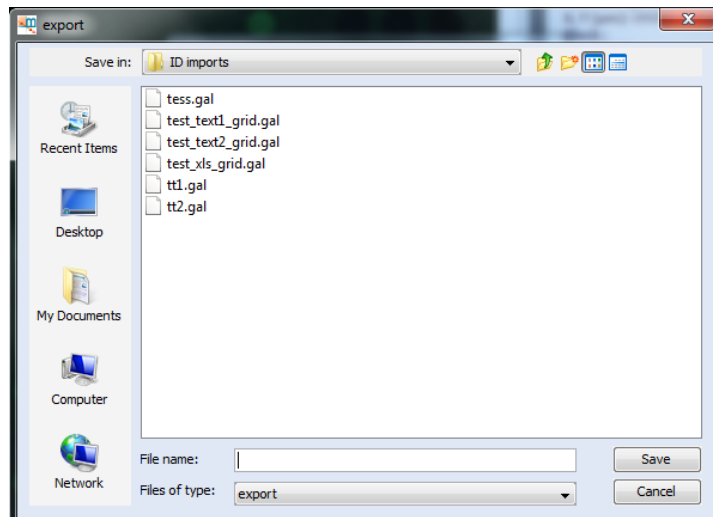 export
Save in: ID imports
tess.gal
test_text1_grid.gal
test_text2_grid.gal
test_xls_grid.gal
tt1.gal
tt2.gal
Recent Items
Desktop
My Documents
Computer
Network
File name: Save
Files of type: export Cancel